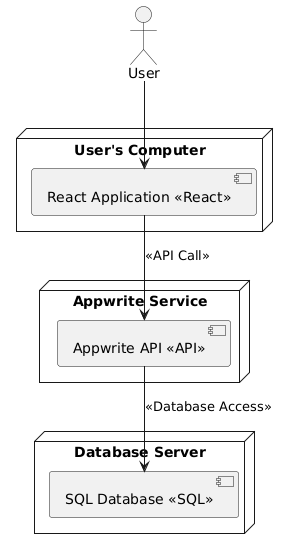 User
User's Computer
React Application «React»
«API Call»
Appwrite Service
Appwrite API «API»
«Database Access»
Database Server
SQL Database «SQL»